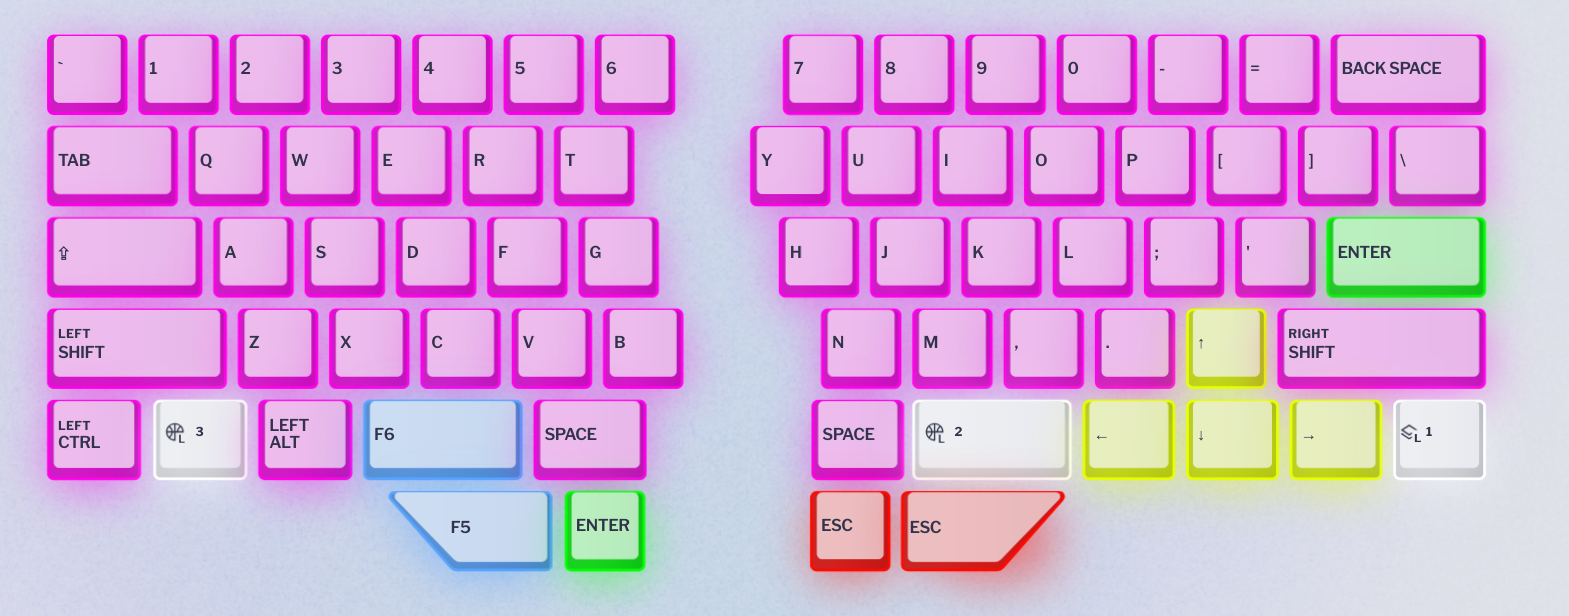 ` 1 2 3 4 5 6 7 8 9 0 - = BACK SPACE
TAB Q W E R T Y U I O P [ ] \
⇪ A S D F G H J K L ; ' ENTER
LEFT SHIFT Z X C V B N M , . ↑ RIGHT SHIFT
LEFT CTRL L 3 LEFT ALT F6 SPACE SPACE L 2 ← ↓ → L 1
F5 ENTER ESC ESC